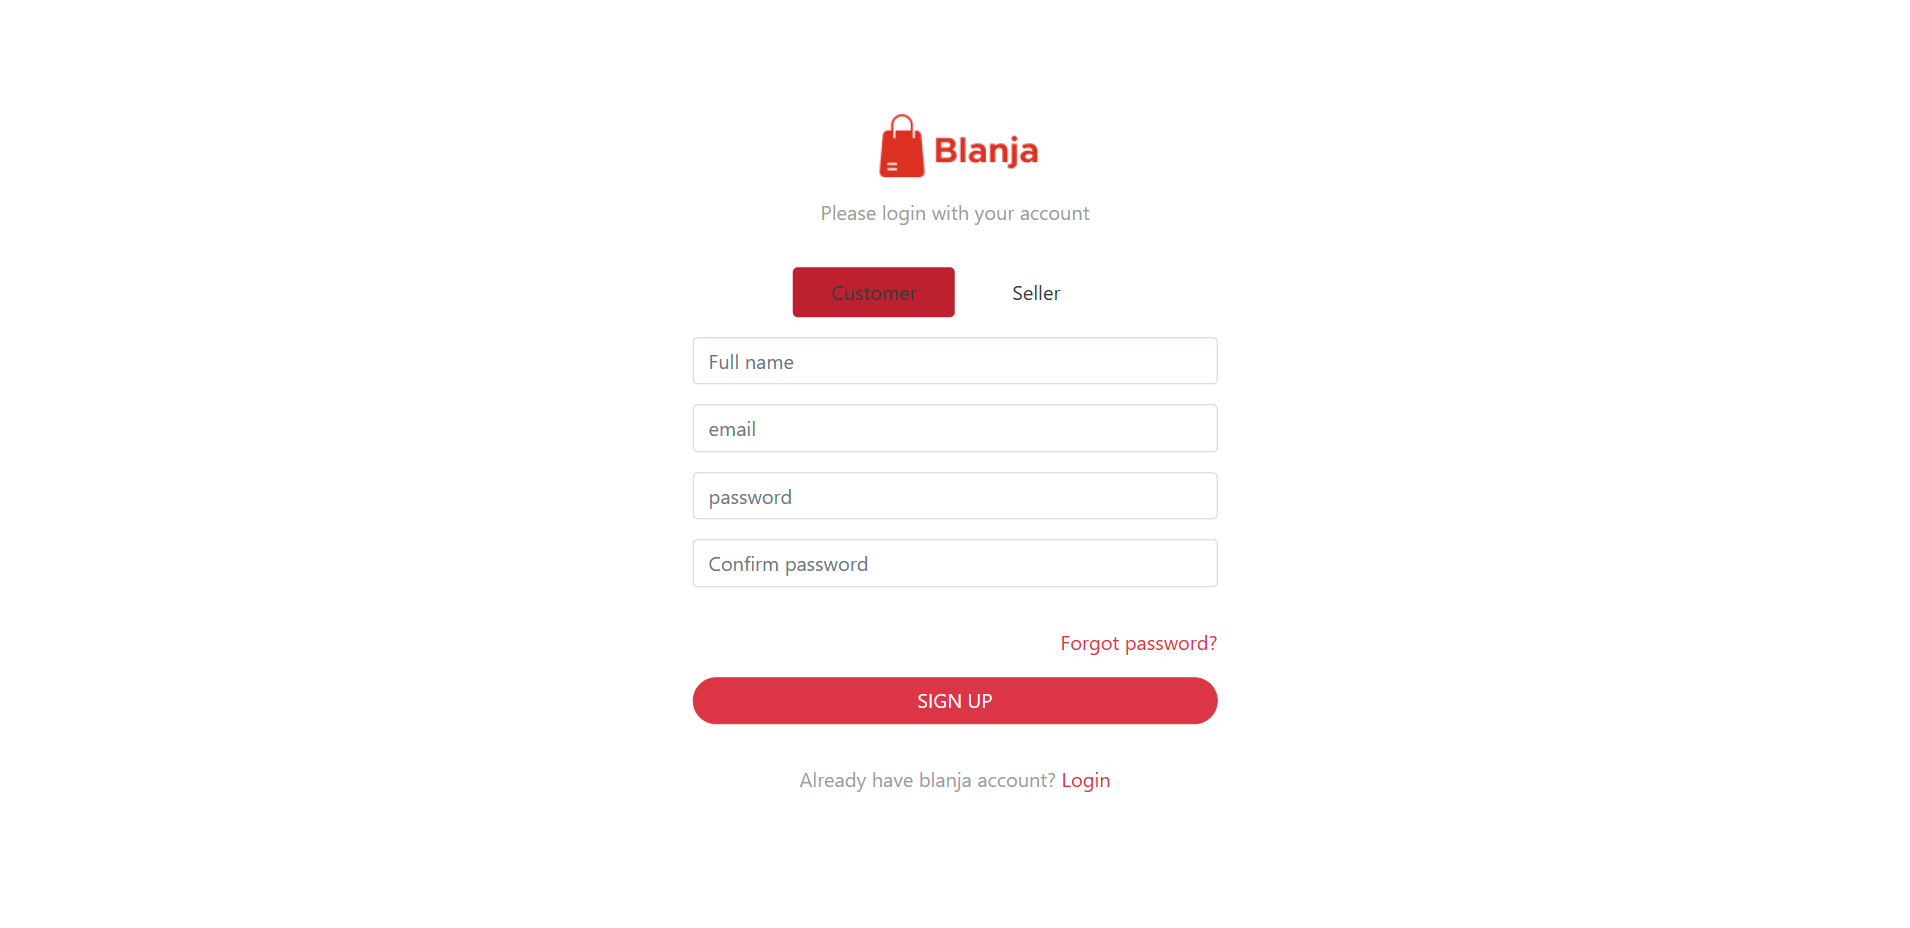 Blanja
Please login with your account
Customer Seller
Full name
email
password
Confirm password
Forgot password?
SIGN UP
Already have blanja account? Login